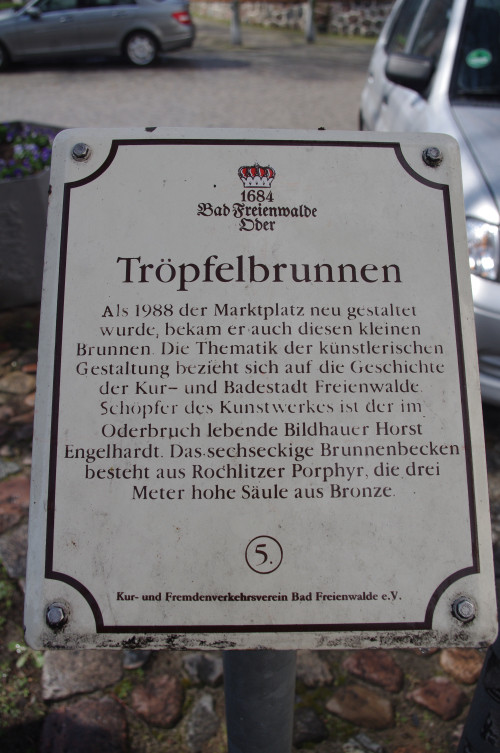 1684
Bad Freienwalde
Oder
Tröpfelbrunnen
Als 1988 der Marktplatz neu gestaltet
wurde, bekam er auch diesen kleinen
Brunnen. Die Thematik der künstlerischen
Gestaltung bezieht sich auf die Geschichte
der Kur- und Badestadt Freienwalde.
Schöpfer des Kunstwerkes ist der im
Oderbruch lebende Bildhauer Horst
Engelhardt. Das sechseckige Brunnenbecken
besteht aus Rochlitzer Porphyr, die drei
Meter hohe Säule aus Bronze.
5.
Kur- und Fremdenverkehrsverein Bad Freienwalde e.V.